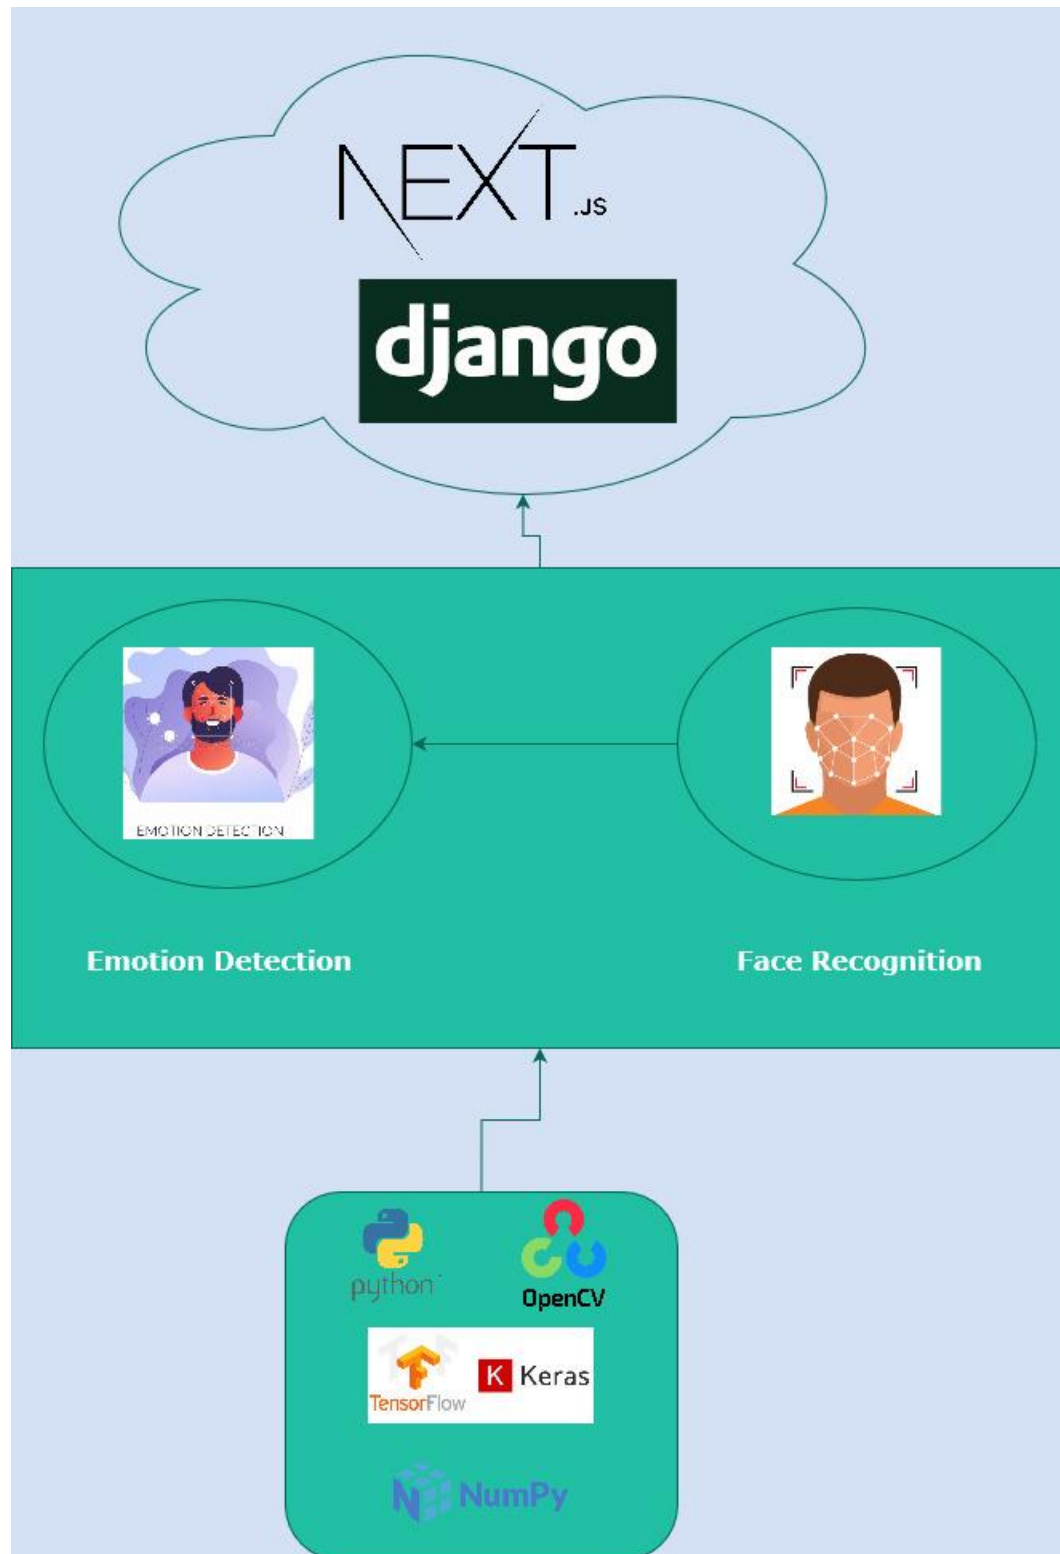 NEXT.JS
django
EMOTION DETECTION
Emotion Detection
Face Recognition
python
OpenCV
TensorFlow
K Keras
NumPy